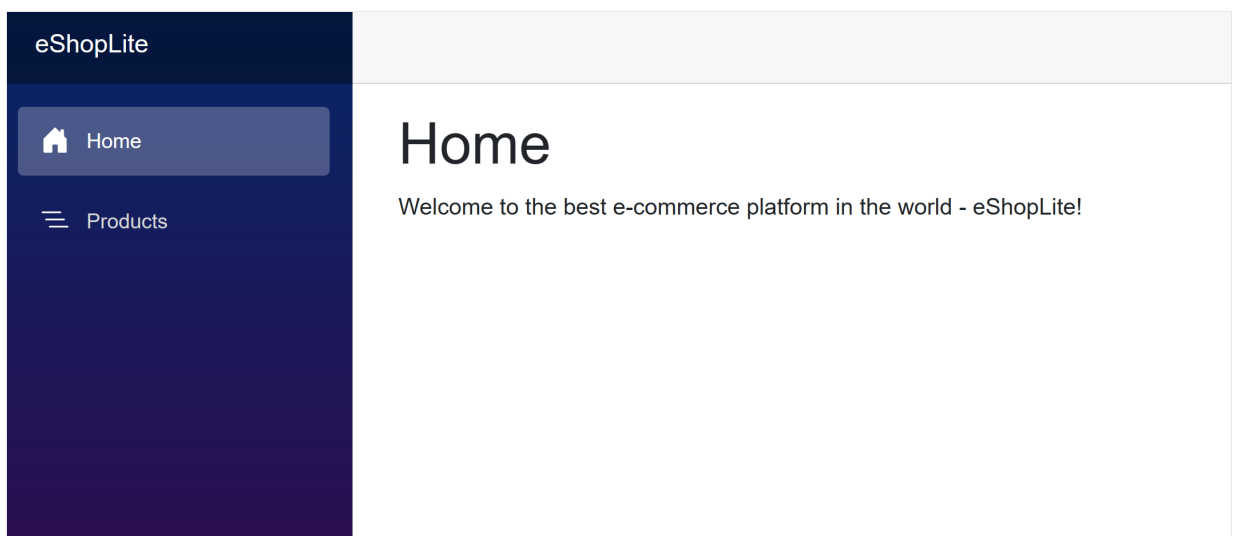 eShopLite
Home
Products
Home
Welcome to the best e-commerce platform in the world - eShopLite!